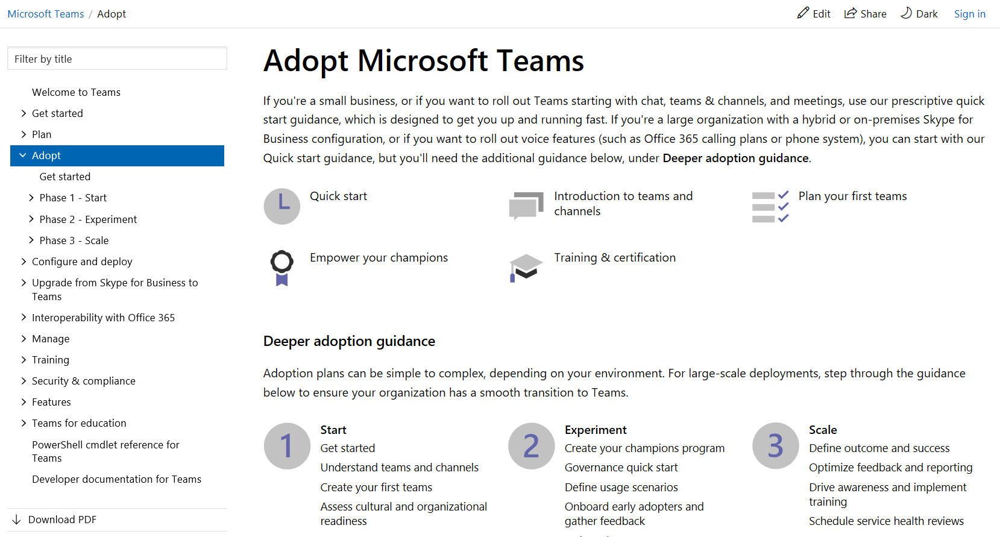 Microsoft Teams / Adopt
Edit
Share
Dark
Sign in
Filter by title
Welcome to Teams
Get started
Plan
Adopt
Get started
Phase 1 - Start
Phase 2 - Experiment
Phase 3 - Scale
Configure and deploy
Upgrade from Skype for Business to
Teams
Interoperability with Office 365
Manage
Training
Security & compliance
Features
Teams for education
PowerShell cmdlet reference for
Teams
Developer documentation for Teams
Download PDF
Adopt Microsoft Teams
If you're a small business, or if you want to roll out Teams starting with chat, teams & channels, and meetings, use our prescriptive quick
start guidance, which is designed to get you up and running fast. If you're a large organization with a hybrid or on-premises Skype for
Business configuration, or if you want to roll out voice features (such as Office 365 calling plans or phone system), you can start with our
Quick start guidance, but you'll need the additional guidance below, under Deeper adoption guidance.
Quick start
Introduction to teams and
channels
Plan your first teams
Empower your champions
Training & certification
Deeper adoption guidance
Adoption plans can be simple to complex, depending on your environment. For large-scale deployments, step through the guidance
below to ensure your organization has a smooth transition to Teams.
1
Start
Get started
Understand teams and channels
Create your first teams
Assess cultural and organizational
readiness
2
Experiment
Create your champions program
Governance quick start
Define usage scenarios
Onboard early adopters and
gather feedback
3
Scale
Define outcome and success
Optimize feedback and reporting
Drive awareness and implement
training
Schedule service health reviews